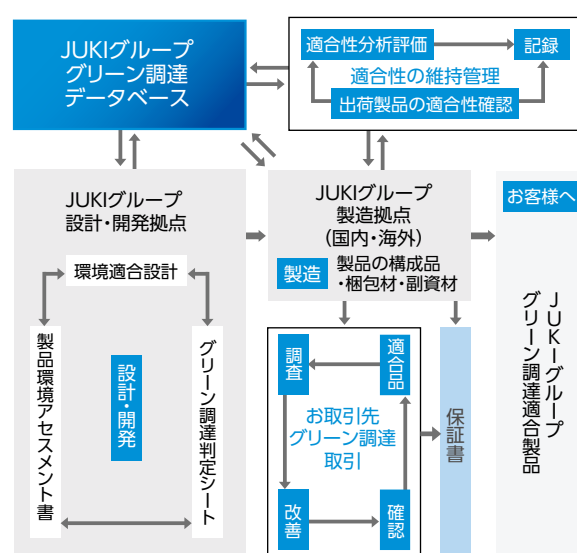 JUKIグループ
グリーン調達
データベース
適合性分析評価
記録
適合性の維持管理
出荷製品の適合性確認
JUKIグループ
設計・開発拠点
環境適合設計
製品環境アセスメント書
設計・開発
グリーン調達判定シート
JUKIグループ
製造拠点
（国内・海外）
製造
製品の構成品
・梱包材・副資材
調査
適合品
お取引先
グリーン調達
取引
改善
確認
保証書
お客様へ
JUKIグループ
グリーン調達適合製品